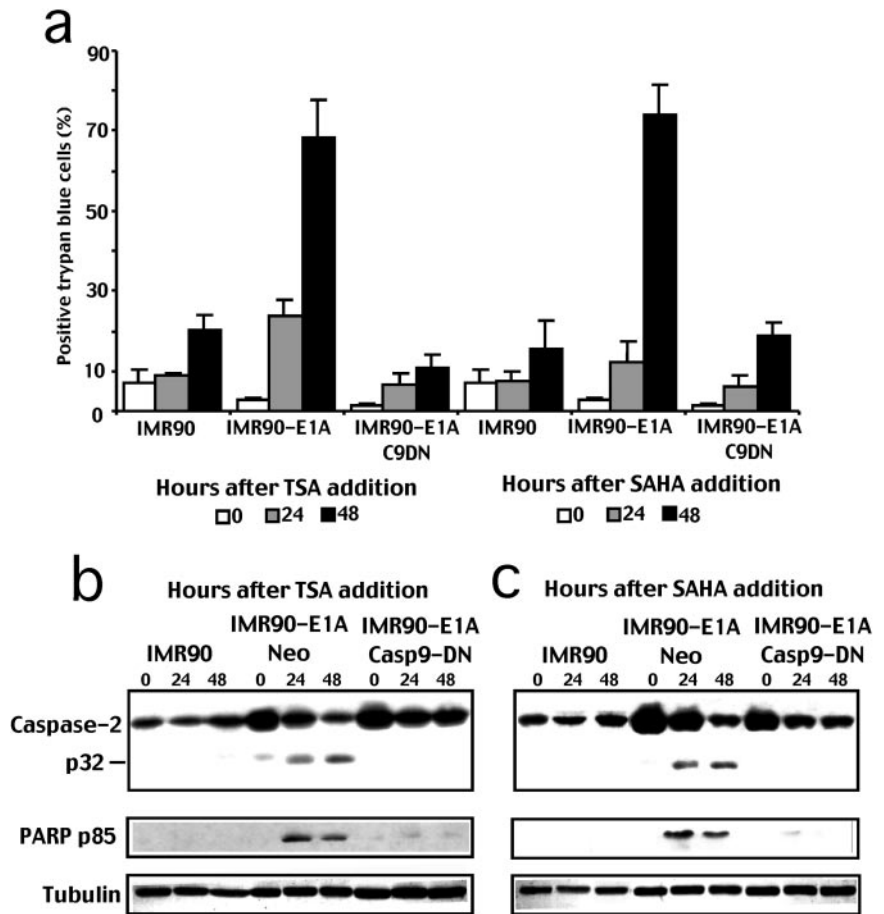 a
90
70
50
30
10
0
Positive trypan blue cells (%)
IMR90 IMR90-E1A IMR90-E1A C9DN IMR90 IMR90-E1A IMR90-E1A C9DN
Hours after TSA addition
0 24 48
Hours after SAHA addition
0 24 48
b
Hours after TSA addition
IMR90 IMR90-E1A Neo IMR90-E1A Casp9-DN
0 24 48 0 24 48 0 24 48
Caspase-2
p32
PARP p85
Tubulin
c
Hours after SAHA addition
IMR90 IMR90-E1A Neo IMR90-E1A Casp9-DN
0 24 48 0 24 48 0 24 48